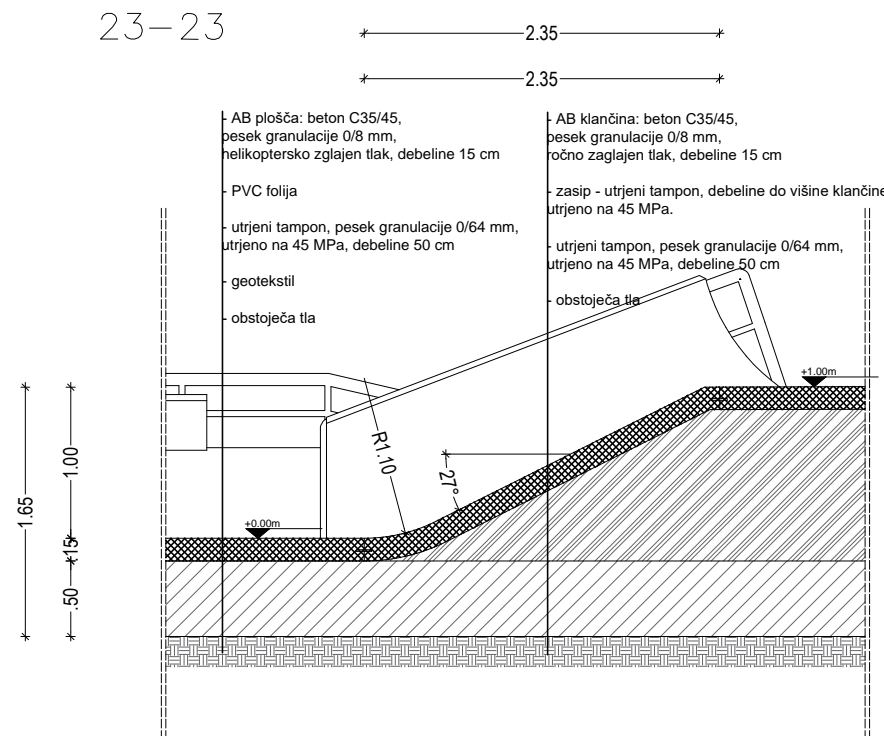 23-23
2.35
2.35
- AB plošča: beton C35/45,
pesek granulacije 0/8 mm,
helikoptersko zglajen tlak, debeline 15 cm
- PVC folija
- utrjeni tampon, pesek granulacije 0/64 mm,
utrjeno na 45 MPa, debeline 50 cm
- geotekstil
- obstoječa tla
- AB klančina: beton C35/45,
pesek granulacije 0/8 mm,
ročno zaglajen tlak, debeline 15 cm
- zasip - utrjeni tampon, debeline do višine klančine
utrjeno na 45 MPa.
- utrjeni tampon, pesek granulacije 0/64 mm,
utrjeno na 45 MPa, debeline 50 cm
- obstoječa tla
+1.00m
R1.10
27°
+0.00m
1.65
1.00
15
.50